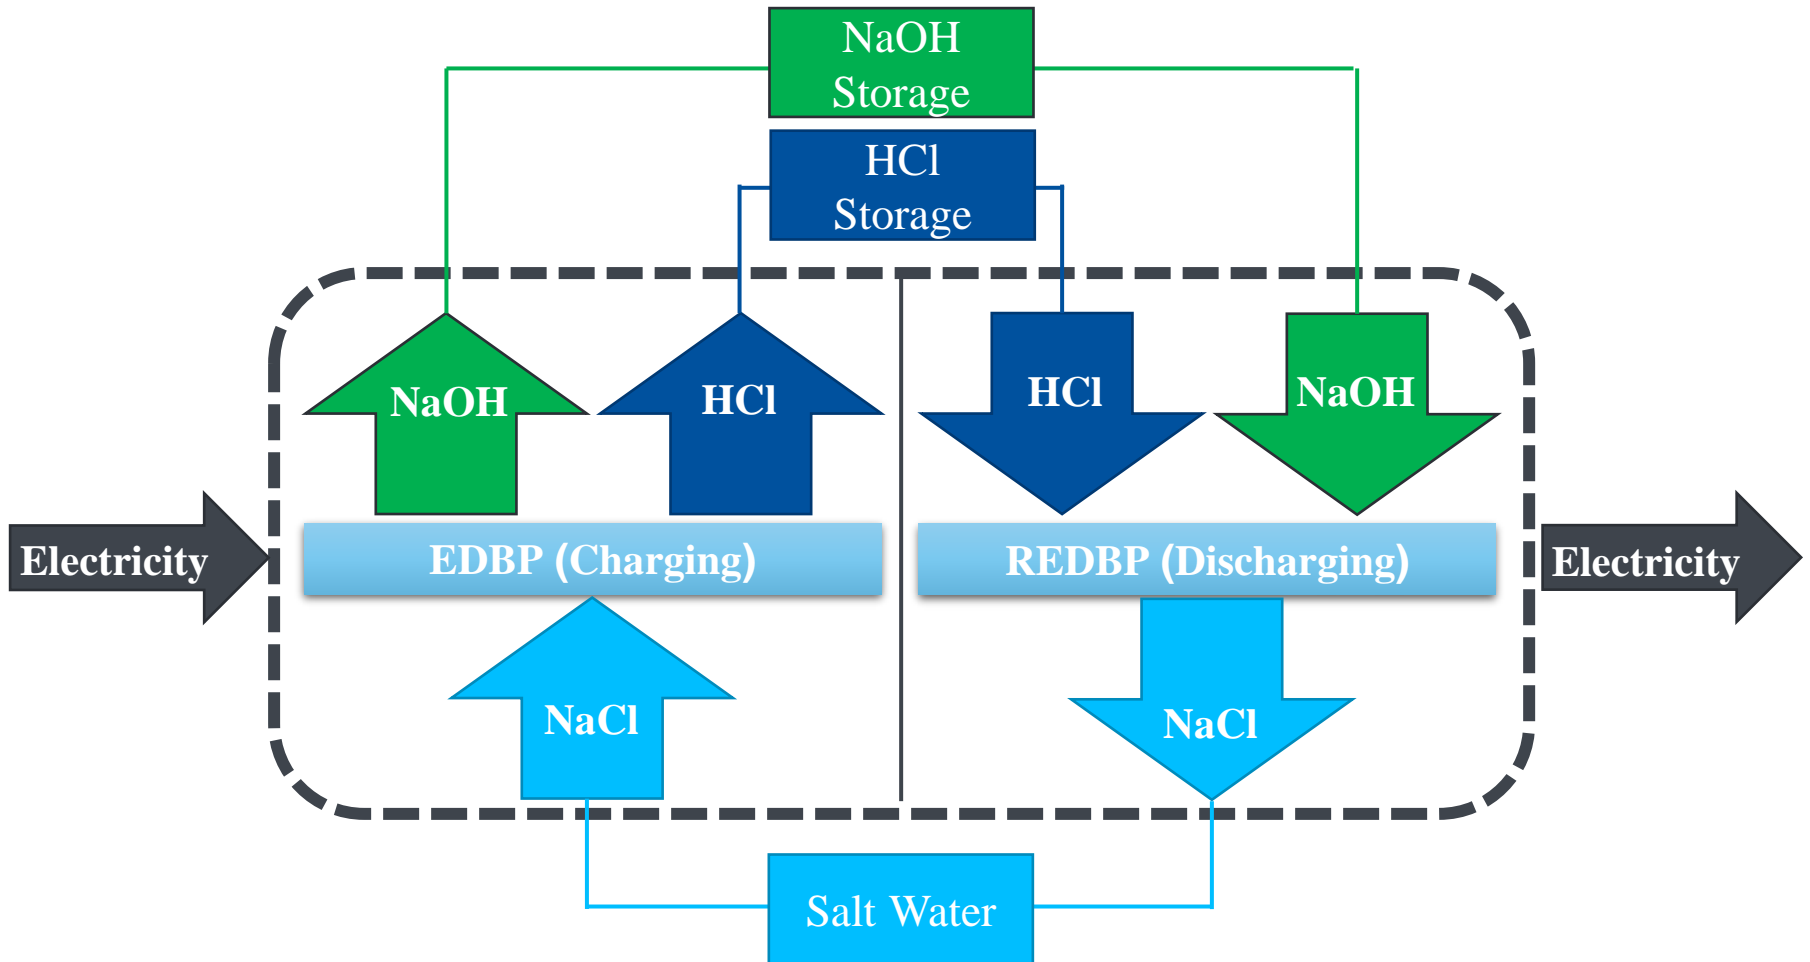 NaOH
Storage
HCl
Storage
NaOH
HCl
HCl
NaOH
Electricity
EDBP (Charging)
REDBP (Discharging)
Electricity
NaCl
NaCl
Salt Water